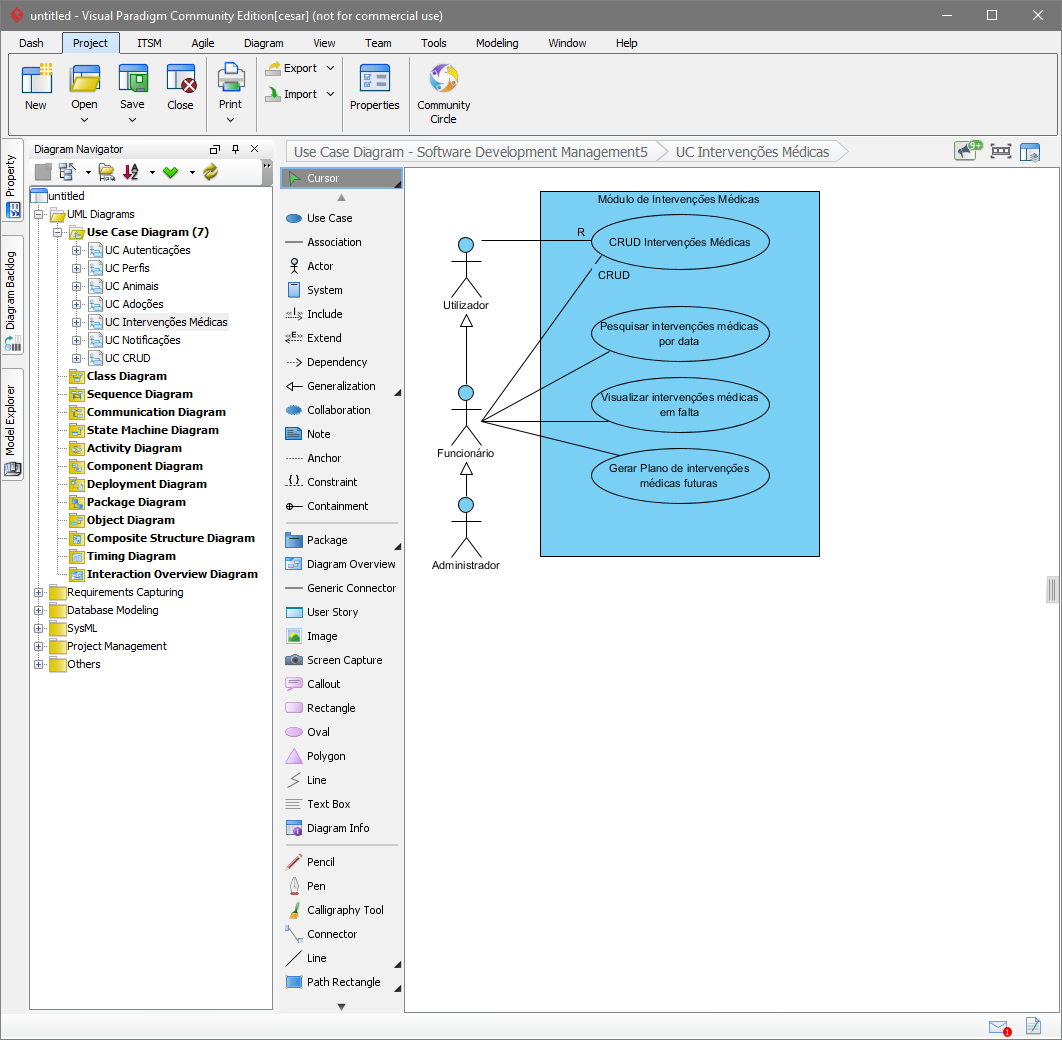 untitled - Visual Paradigm Community Edition[cesar] (not for commercial use)
Dash Project ITSM Agile Diagram View Team Tools Modeling Window Help
New
Open
Save
Close
Print
Export
Import
Properties
Community
Circle
Property
Diagram Backlog
Model Explorer
Diagram Navigator
untitled
UML Diagrams
Use Case Diagram (7)
UC Autenticações
UC Perfis
UC Animais
UC Adoções
UC Intervenções Médicas
UC Notificações
UC CRUD
Class Diagram
Sequence Diagram
Communication Diagram
State Machine Diagram
Activity Diagram
Component Diagram
Deployment Diagram
Package Diagram
Object Diagram
Composite Structure Diagram
Timing Diagram
Interaction Overview Diagram
Requirements Capturing
Database Modeling
SysML
Project Management
Others
Cursor
Use Case
Association
Actor
System
Include
Extend
Dependency
Generalization
Collaboration
Note
Anchor
Constraint
Containment
Package
Diagram Overview
Generic Connector
User Story
Image
Screen Capture
Callout
Rectangle
Oval
Polygon
Line
Text Box
Diagram Info
Pencil
Pen
Calligraphy Tool
Connector
Line
Path Rectangle
Use Case Diagram - Software Development Management5
UC Intervenções Médicas
9+
Módulo de Intervenções Médicas
R
CRUD Intervenções Médicas
CRUD
Utilizador
Pesquisar intervenções médicas
por data
Visualizar intervenções médicas
em falta
Funcionário
Gerar Plano de intervenções
médicas futuras
Administrador
1